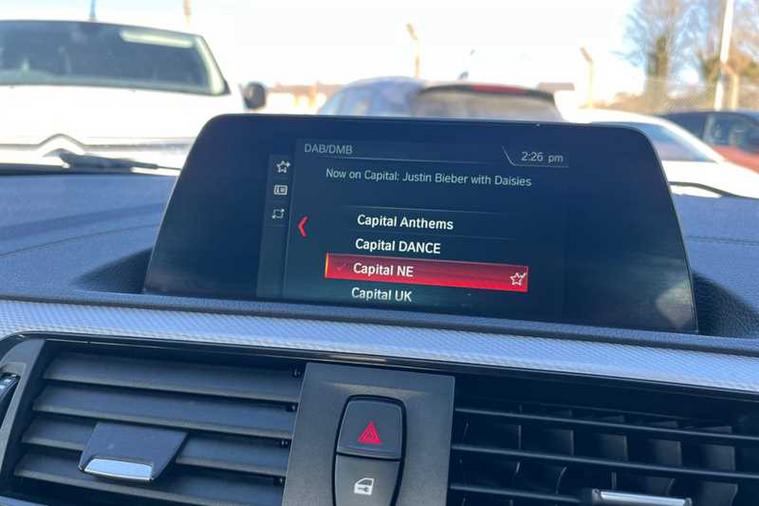 DAB/DMB
2:26 pm
Now on Capital: Justin Bieber with Daisies
Capital Anthems
Capital DANCE
Capital NE
Capital UK